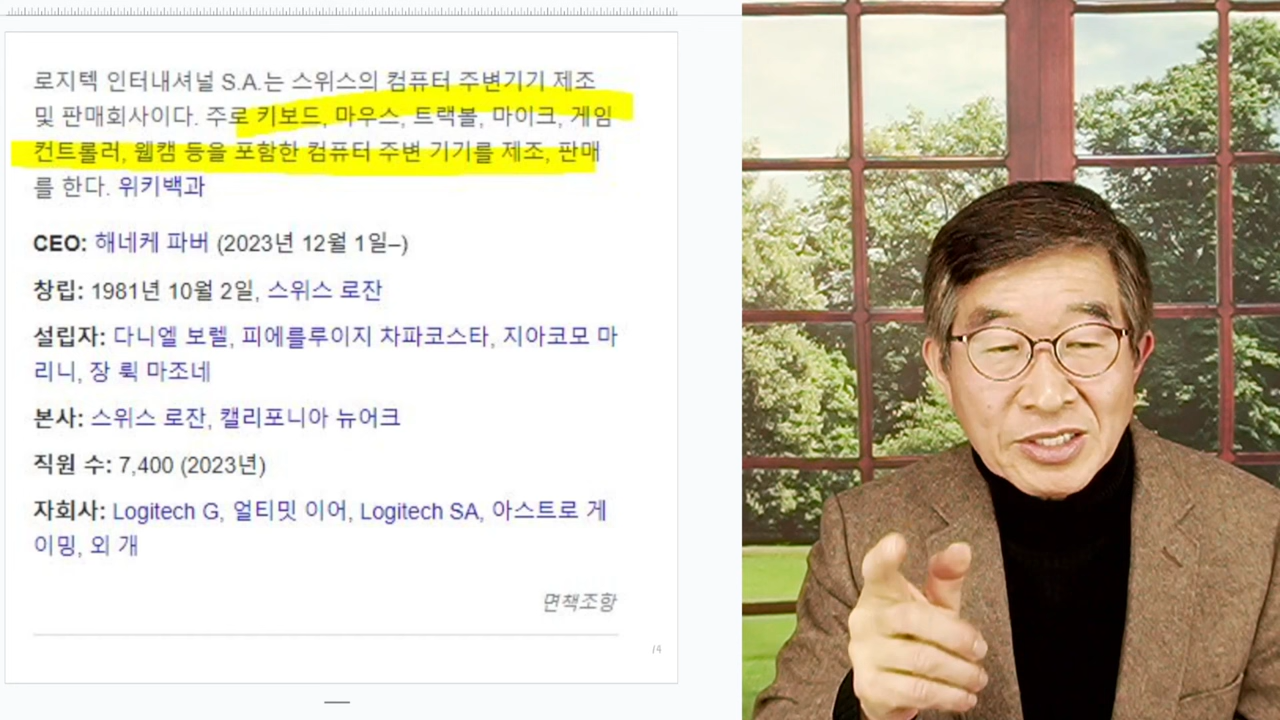 로지텍 인터내셔널 S.A.는 스위스의 컴퓨터 주변기기 제조
및 판매회사이다. 주로 키보드, 마우스, 트랙볼, 마이크, 게임
컨트롤러, 웹캠 등을 포함한 컴퓨터 주변 기기를 제조, 판매
를 한다. 위키백과
CEO: 해네케 파버 (2023년 12월 1일–)
창립: 1981년 10월 2일, 스위스 로잔
설립자: 다니엘 보렐, 피에를루이지 차파코스타, 지아코모 마
리니, 장 뤽 마조네
본사: 스위스 로잔, 캘리포니아 뉴어크
직원 수: 7,400 (2023년)
자회사: Logitech G, 얼티밋 이어, Logitech SA, 아스트로 게
이밍, 외 개
면책조항
/4